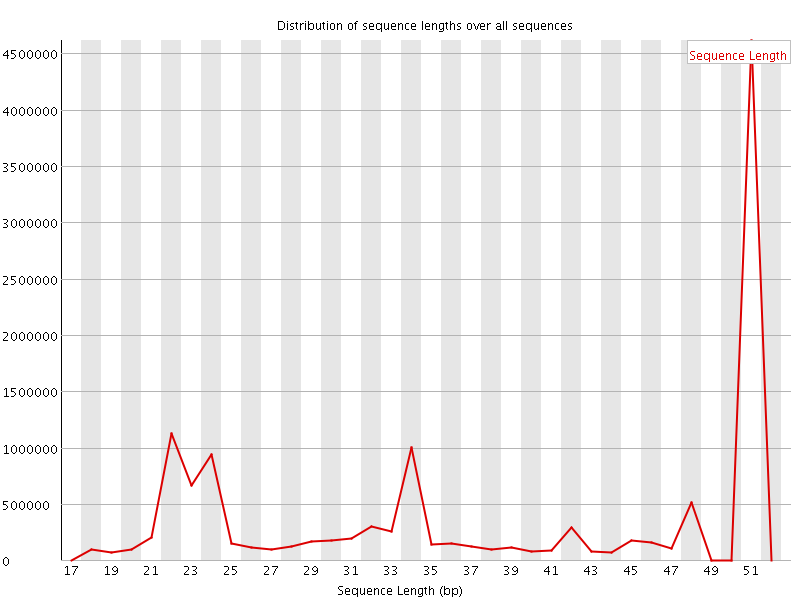 Distribution of sequence lengths over all sequences
Sequence Length
4500000
4000000
3500000
3000000
2500000
2000000
1500000
1000000
500000
0
17 19 21 23 25 27 29 31 33 35 37 39 41 43 45 47 49 51
Sequence Length (bp)